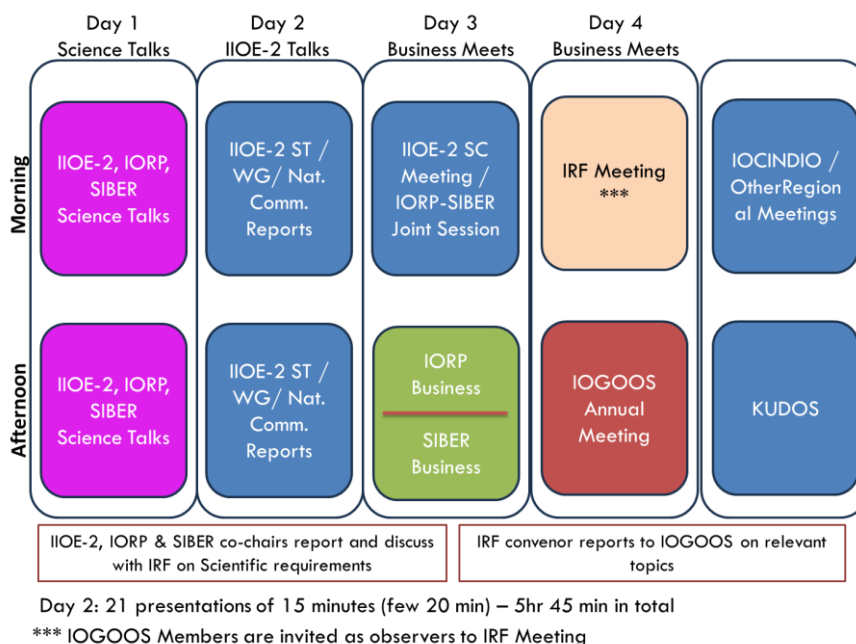 Day 1
Science Talks
Day 2
IIOE-2 Talks
Day 3
Business Meets
Day 4
Business Meets
Morning
IIOE-2, IORP,
SIBER
Science Talks
IIOE-2 ST /
WG/ Nat.
Comm.
Reports
IIOE-2 SC
Meeting /
IORP-SIBER
Joint Session
IRF Meeting
***
IOCINDIO /
OtherRegion
al Meetings
Afternoon
IIOE-2, IORP,
SIBER
Science Talks
IIOE-2 ST /
WG/ Nat.
Comm.
Reports
IORP
Business
SIBER
Business
IOGOOS
Annual
Meeting
KUDOS
IIOE-2, IORP & SIBER co-chairs report and discuss
with IRF on Scientific requirements
IRF convenor reports to IOGOOS on relevant
topics
Day 2: 21 presentations of 15 minutes (few 20 min) – 5hr 45 min in total
*** IOGOOS Members are invited as observers to IRF Meeting